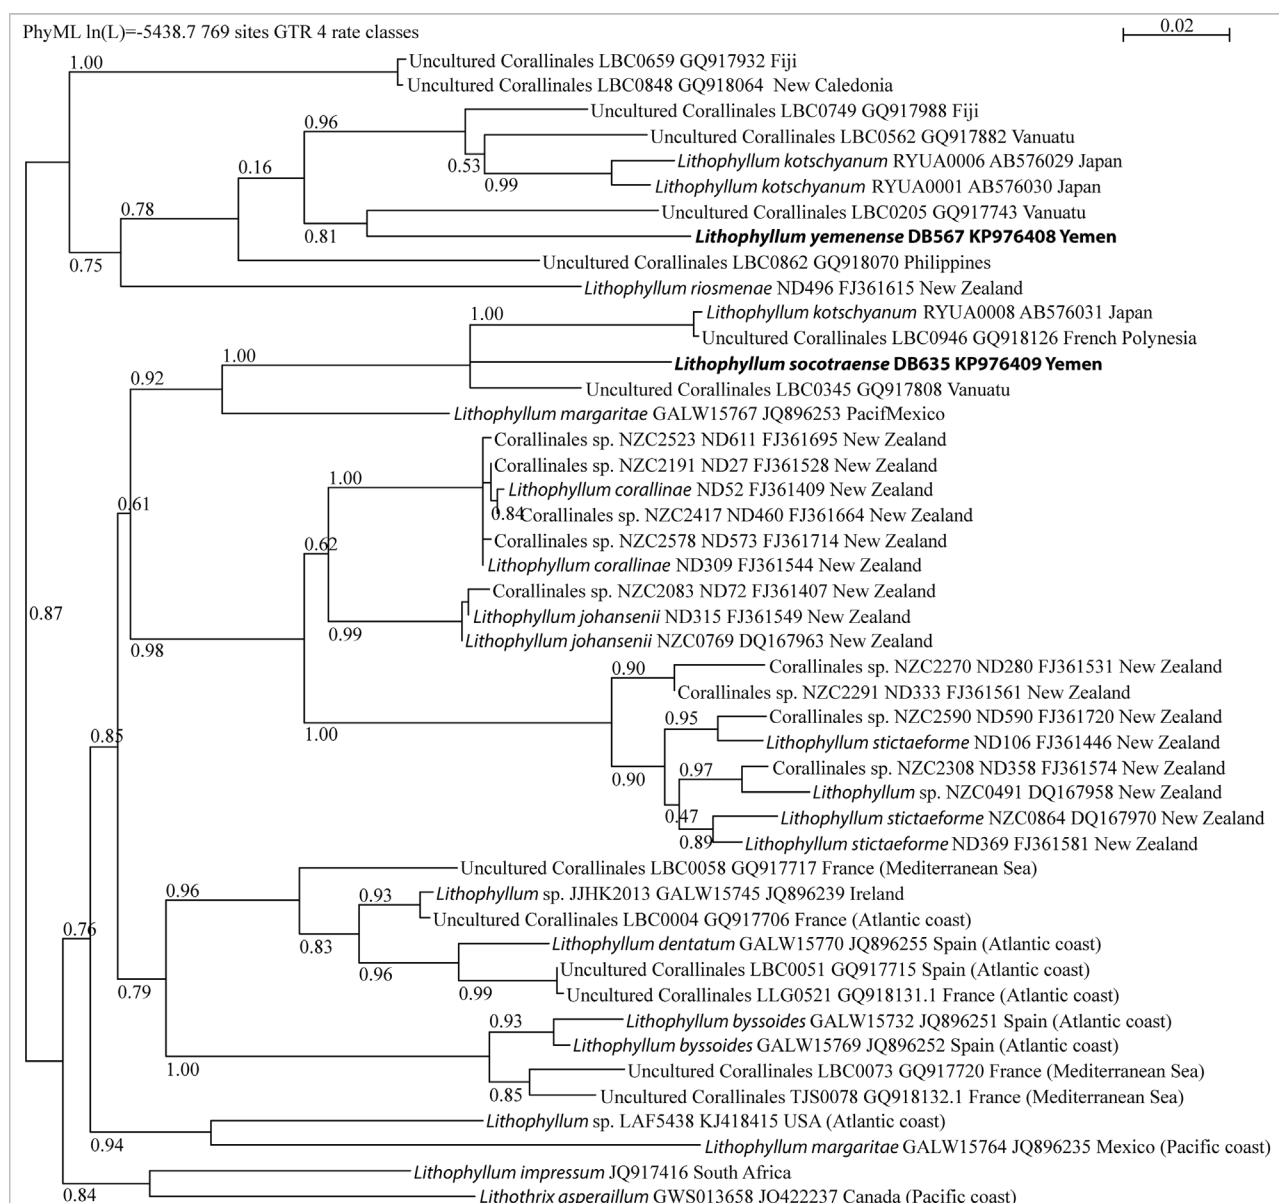 PhyML ln(L)=-5438.7 769 sites GTR 4 rate classes
0.02
1.00
Uncultured Corallinales LBC0659 GQ917932 Fiji
Uncultured Corallinales LBC0848 GQ918064 New Caledonia
Uncultured Corallinales LBC0749 GQ917988 Fiji
0.96
Uncultured Corallinales LBC0562 GQ917882 Vanuatu
0.53
Lithophyllum kotschyanum RYUA0006 AB576029 Japan
0.16
0.99
Lithophyllum kotschyanum RYUA0001 AB576030 Japan
0.78
Uncultured Corallinales LBC0205 GQ917743 Vanuatu
0.81
Lithophyllum yemenense DB567 KP976408 Yemen
0.75
Uncultured Corallinales LBC0862 GQ918070 Philippines
Lithophyllum riosmenae ND496 FJ361615 New Zealand
1.00
Lithophyllum kotschyanum RYUA0008 AB576031 Japan
Uncultured Corallinales LBC0946 GQ918126 French Polynesia
1.00
Lithophyllum socotraense DB635 KP976409 Yemen
0.92
Uncultured Corallinales LBC0345 GQ917808 Vanuatu
Lithophyllum margaritae GALW15767 JQ896253 PacifMexico
Corallinales sp. NZC2523 ND611 FJ361695 New Zealand
Corallinales sp. NZC2191 ND27 FJ361528 New Zealand
1.00
Lithophyllum corallinae ND52 FJ361409 New Zealand
0.61
0.84
Corallinales sp. NZC2417 ND460 FJ361664 New Zealand
0.62
Corallinales sp. NZC2578 ND573 FJ361714 New Zealand
Lithophyllum corallinae ND309 FJ361544 New Zealand
Corallinales sp. NZC2083 ND72 FJ361407 New Zealand
0.87
Lithophyllum johansenii ND315 FJ361549 New Zealand
0.99
Lithophyllum johansenii NZC0769 DQ167963 New Zealand
0.98
0.90
Corallinales sp. NZC2270 ND280 FJ361531 New Zealand
Corallinales sp. NZC2291 ND333 FJ361561 New Zealand
0.95
Corallinales sp. NZC2590 ND590 FJ361720 New Zealand
0.85
1.00
Lithophyllum stictaeforme ND106 FJ361446 New Zealand
0.90
0.97
Corallinales sp. NZC2308 ND358 FJ361574 New Zealand
Lithophyllum sp. NZC0491 DQ167958 New Zealand
0.47
Lithophyllum stictaeforme NZC0864 DQ167970 New Zealand
0.89
Lithophyllum stictaeforme ND369 FJ361581 New Zealand
Uncultured Corallinales LBC0058 GQ917717 France (Mediterranean Sea)
0.96
0.93
Lithophyllum sp. JJHK2013 GALW15745 JQ896239 Ireland
Uncultured Corallinales LBC0004 GQ917706 France (Atlantic coast)
0.76
0.83
Lithophyllum dentatum GALW15770 JQ896255 Spain (Atlantic coast)
0.96
Uncultured Corallinales LBC0051 GQ917715 Spain (Atlantic coast)
0.79
0.99
Uncultured Corallinales LLG0521 GQ918131.1 France (Atlantic coast)
0.93
Lithophyllum byssoides GALW15732 JQ896251 Spain (Atlantic coast)
Lithophyllum byssoides GALW15769 JQ896252 Spain (Atlantic coast)
1.00
Uncultured Corallinales LBC0073 GQ917720 France (Mediterranean Sea)
0.85
Uncultured Corallinales TJS0078 GQ918132.1 France (Mediterranean Sea)
Lithophyllum sp. LAF5438 KJ418415 USA (Atlantic coast)
0.94
Lithophyllum margaritae GALW15764 JQ896235 Mexico (Pacific coast)
Lithophyllum impressum JQ917416 South Africa
0.84
Lithothrix aspergillum GWS013658 JQ422237 Canada (Pacific coast)